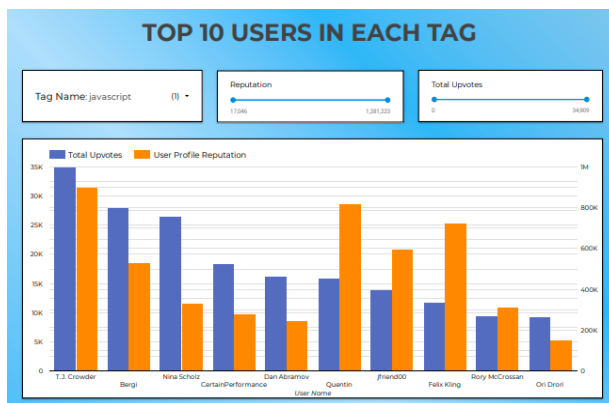 TOP 10 USERS IN EACH TAG
Tag Name: javascript (1)
Reputation
17,046 1,281,223
Total Upvotes
0 34,909
Total Upvotes User Profile Reputation
35K 1M
30K
800K
25K
600K
20K
15K
400K
10K
200K
5K
0 0
T.J. Crowder Nina Scholz Dan Abramov jfriend00 Rory McCrossan
Bergi CertainPerformance Quentin Felix Kling Ori Drori
User Name